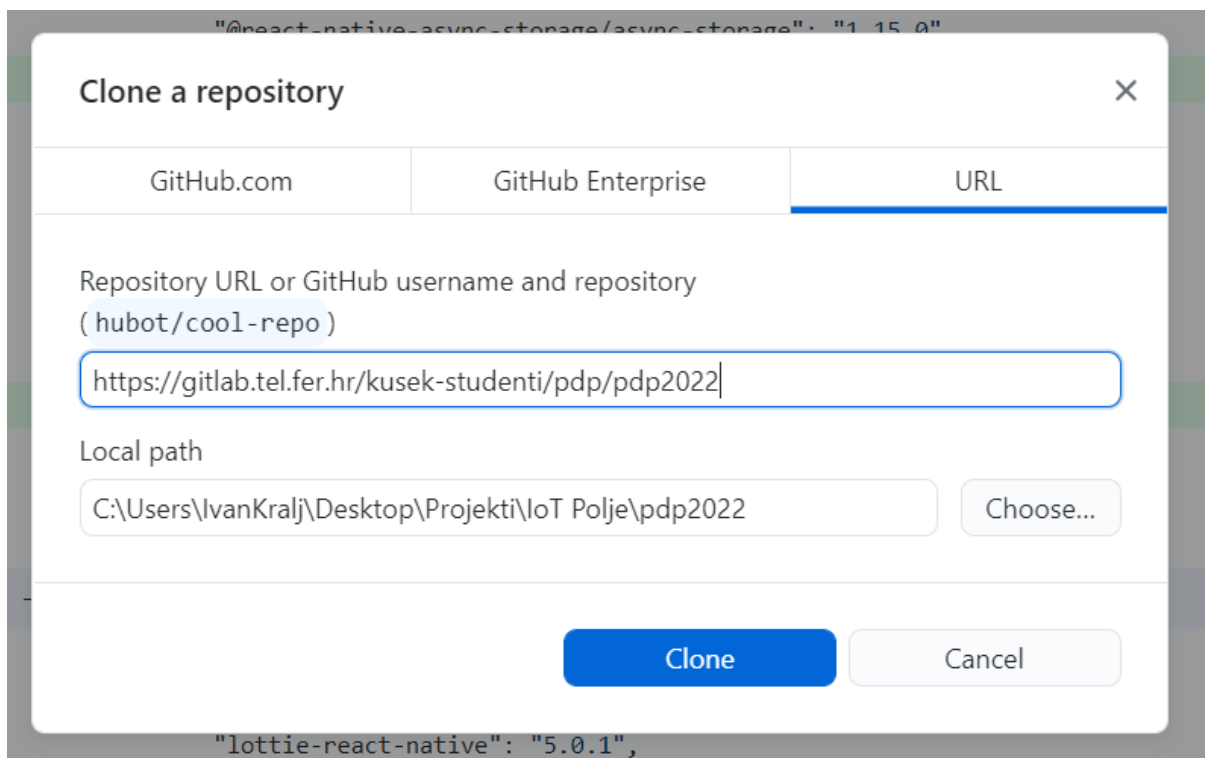 "@react-native-async-storage/async-storage": "1.15.0"
Clone a repository
GitHub.com
GitHub Enterprise
URL
Repository URL or GitHub username and repository
(hubot/cool-repo)
https://gitlab.tel.fer.hr/kusek-studenti/pdp/pdp2022
Local path
C:\Users\IvanKralj\Desktop\Projekti\IoT Polje\pdp2022
Choose...
Clone
Cancel
"lottie-react-native": "5.0.1",